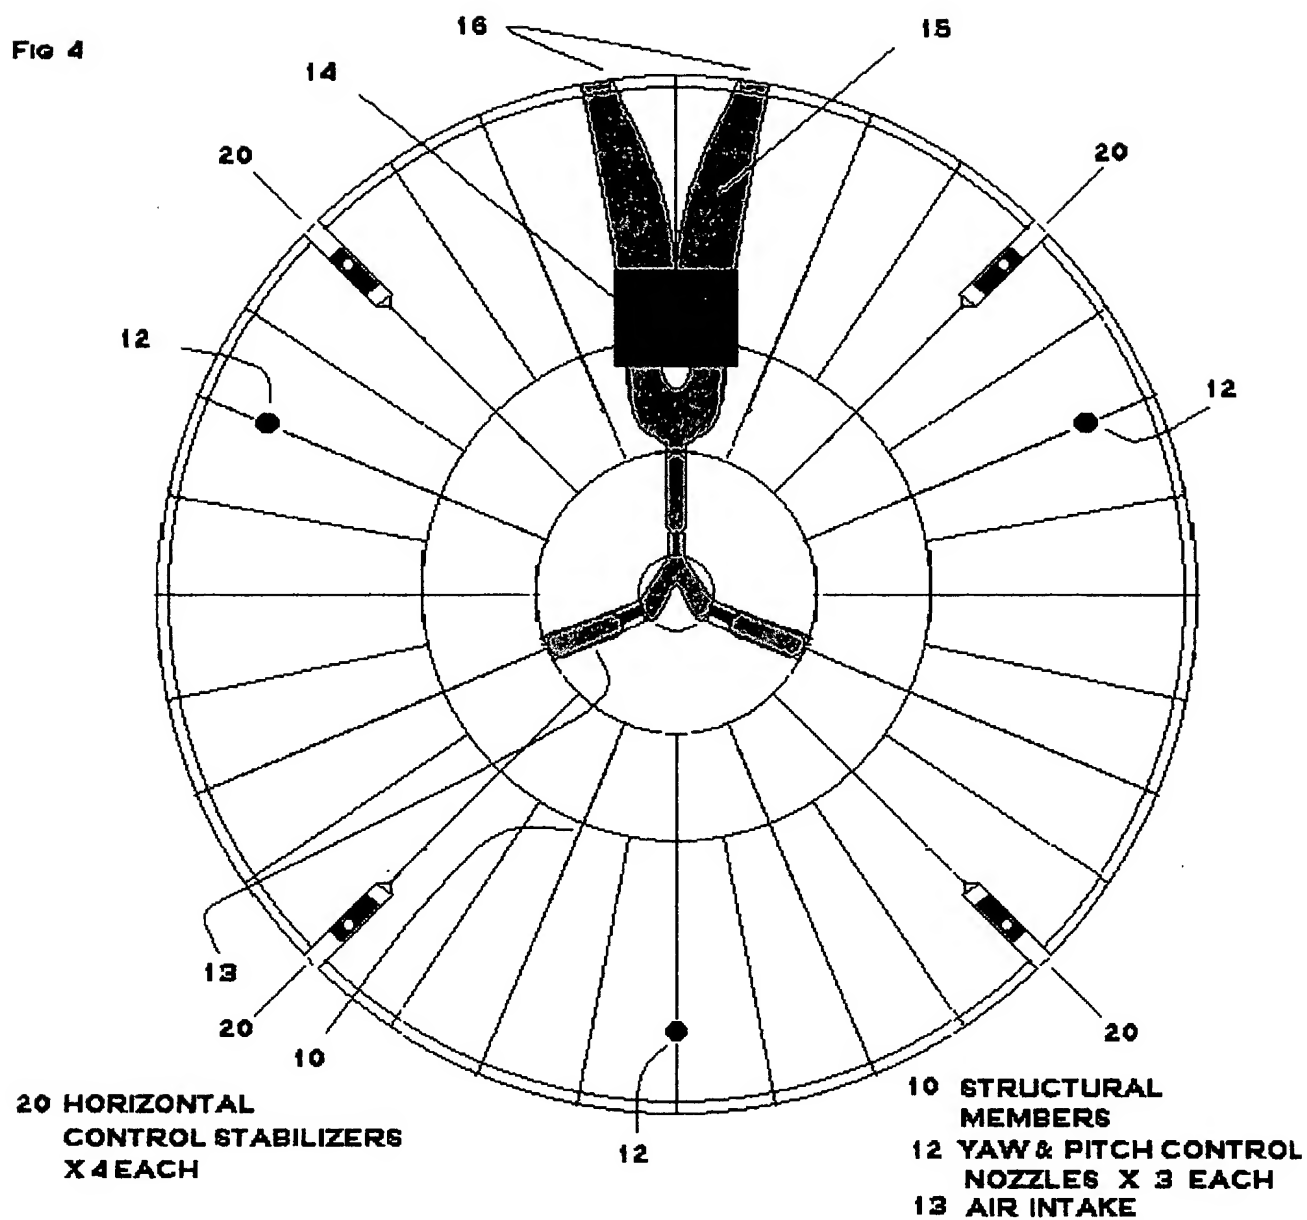 Fig 4
16
15
14
20
20
12
12
13
20
20
10
12
20 HORIZONTAL
CONTROL STABILIZERS
X 4 EACH
10 STRUCTURAL
MEMBERS
12 YAW & PITCH CONTROL
NOZZLES X 3 EACH
13 AIR INTAKE